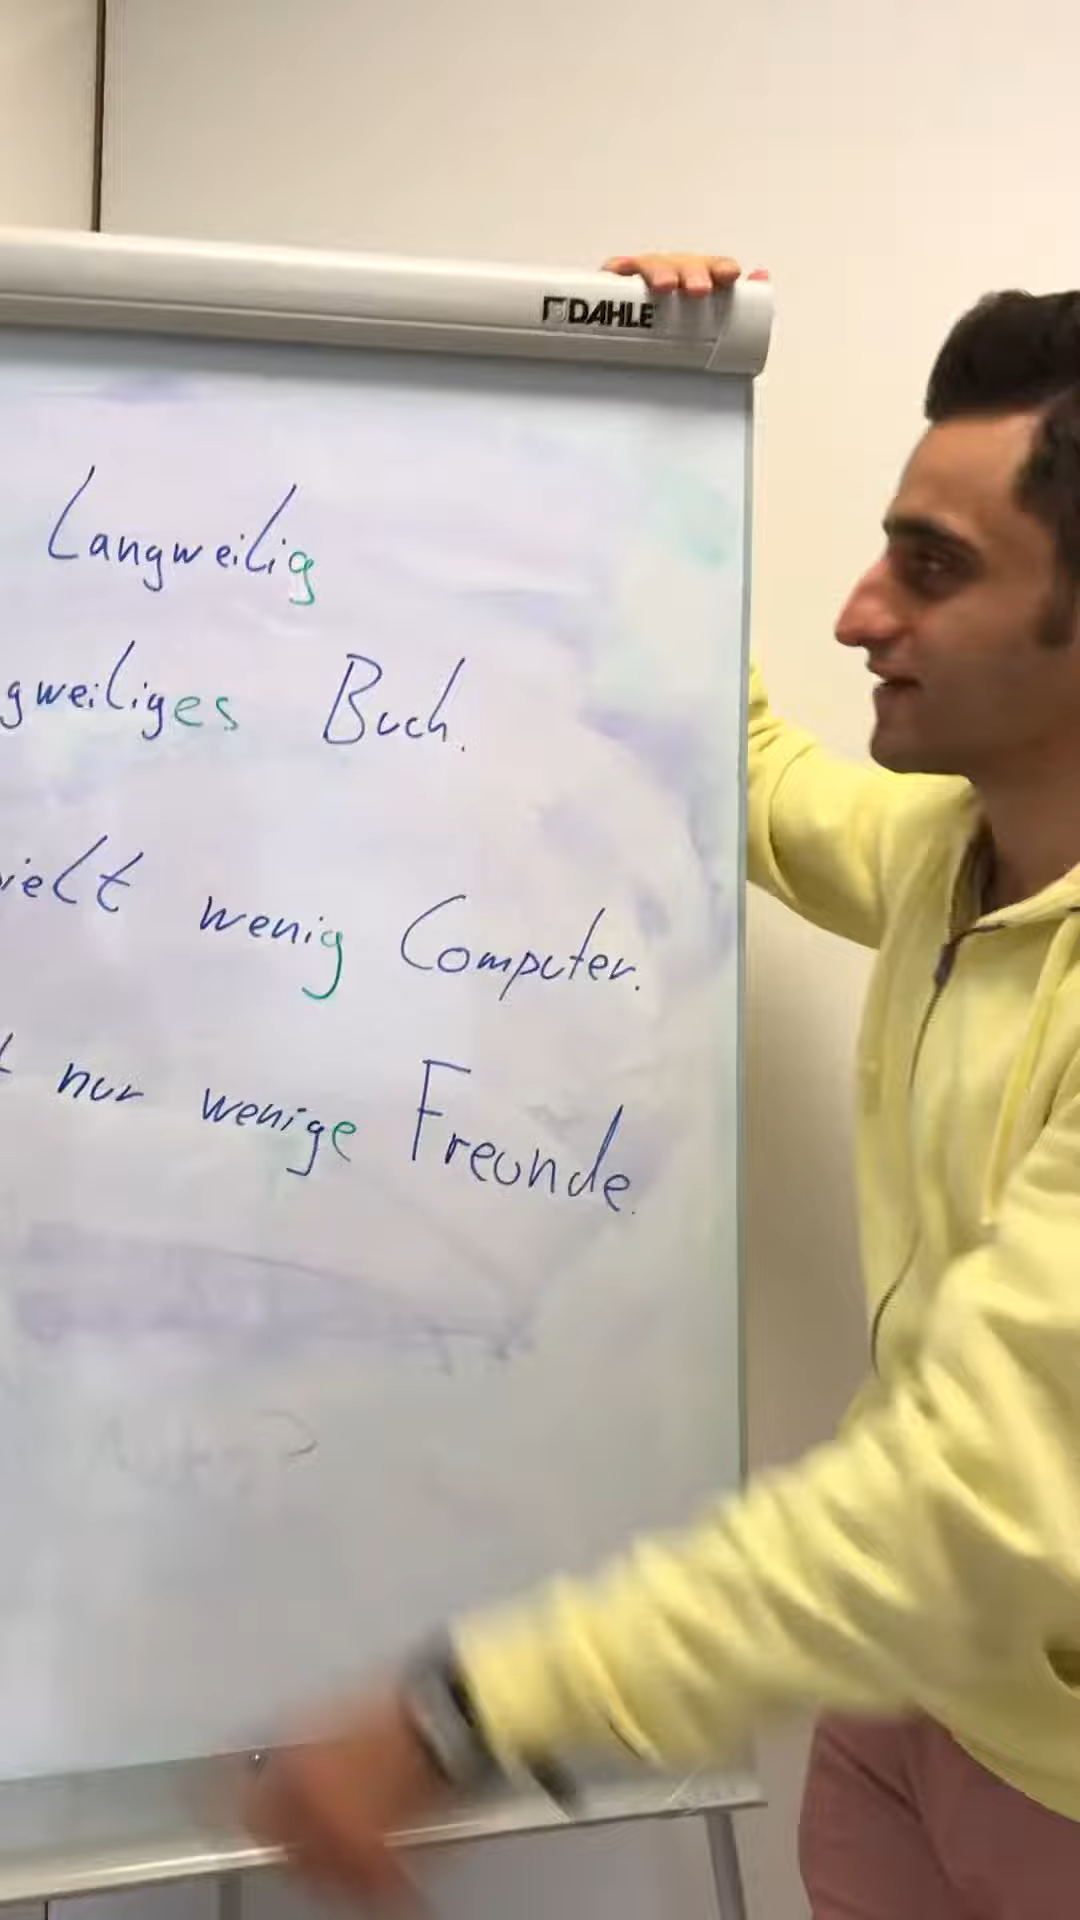 DAHLE
Langweilig
gweiliges Buch.
ielt wenig Computer.
nur wenige Freunde.